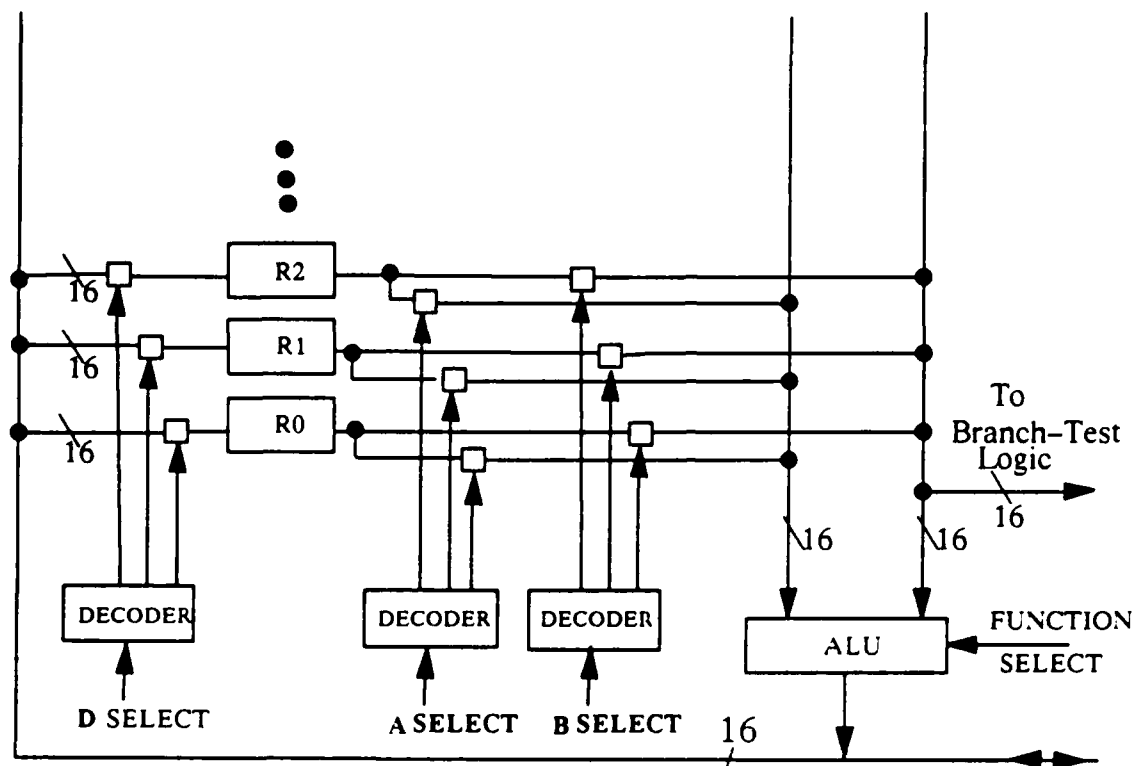 R2
16
R1
16
R0
16
To
Branch-Test
Logic
16
16
16
DECODER
DECODER
DECODER
ALU
FUNCTION
SELECT
D SELECT
A SELECT
B SELECT
16